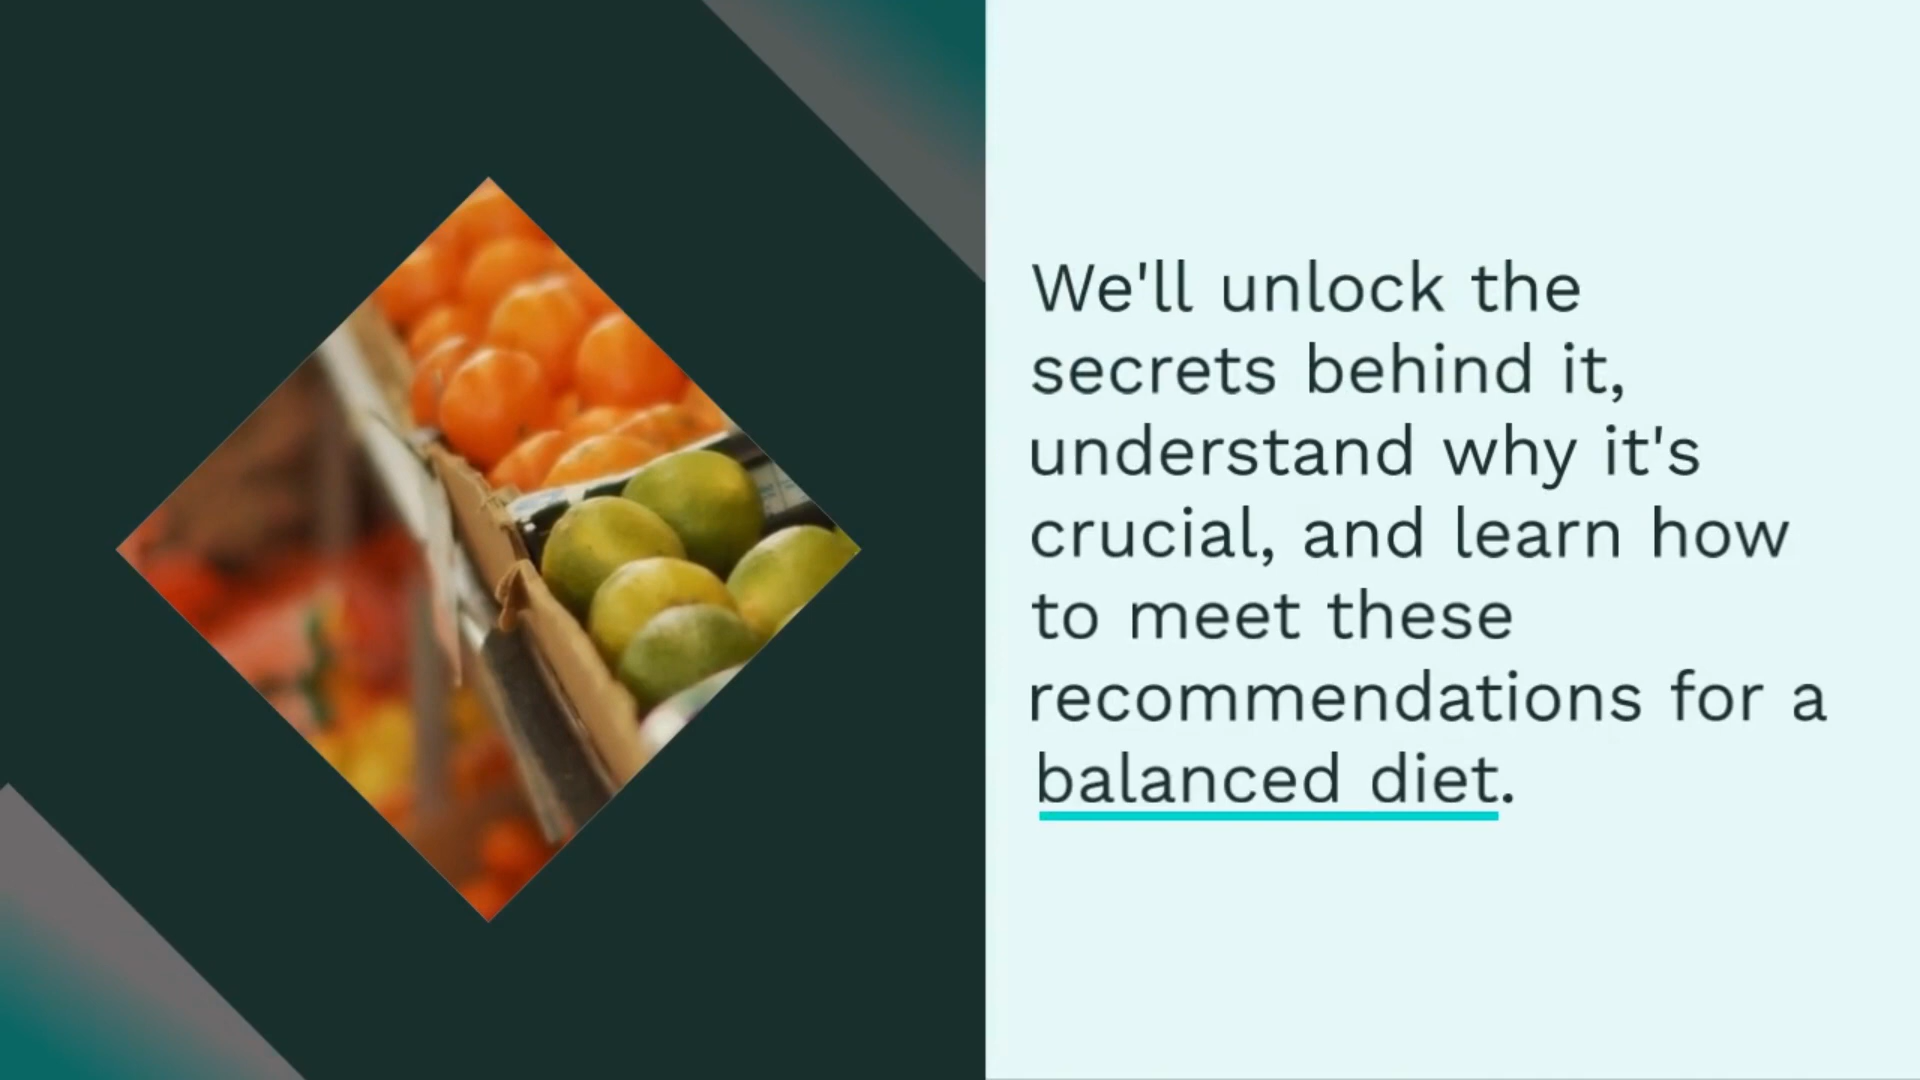 We'll unlock the
secrets behind it,
understand why it's
crucial, and learn how
to meet these
recommendations for a
balanced diet.